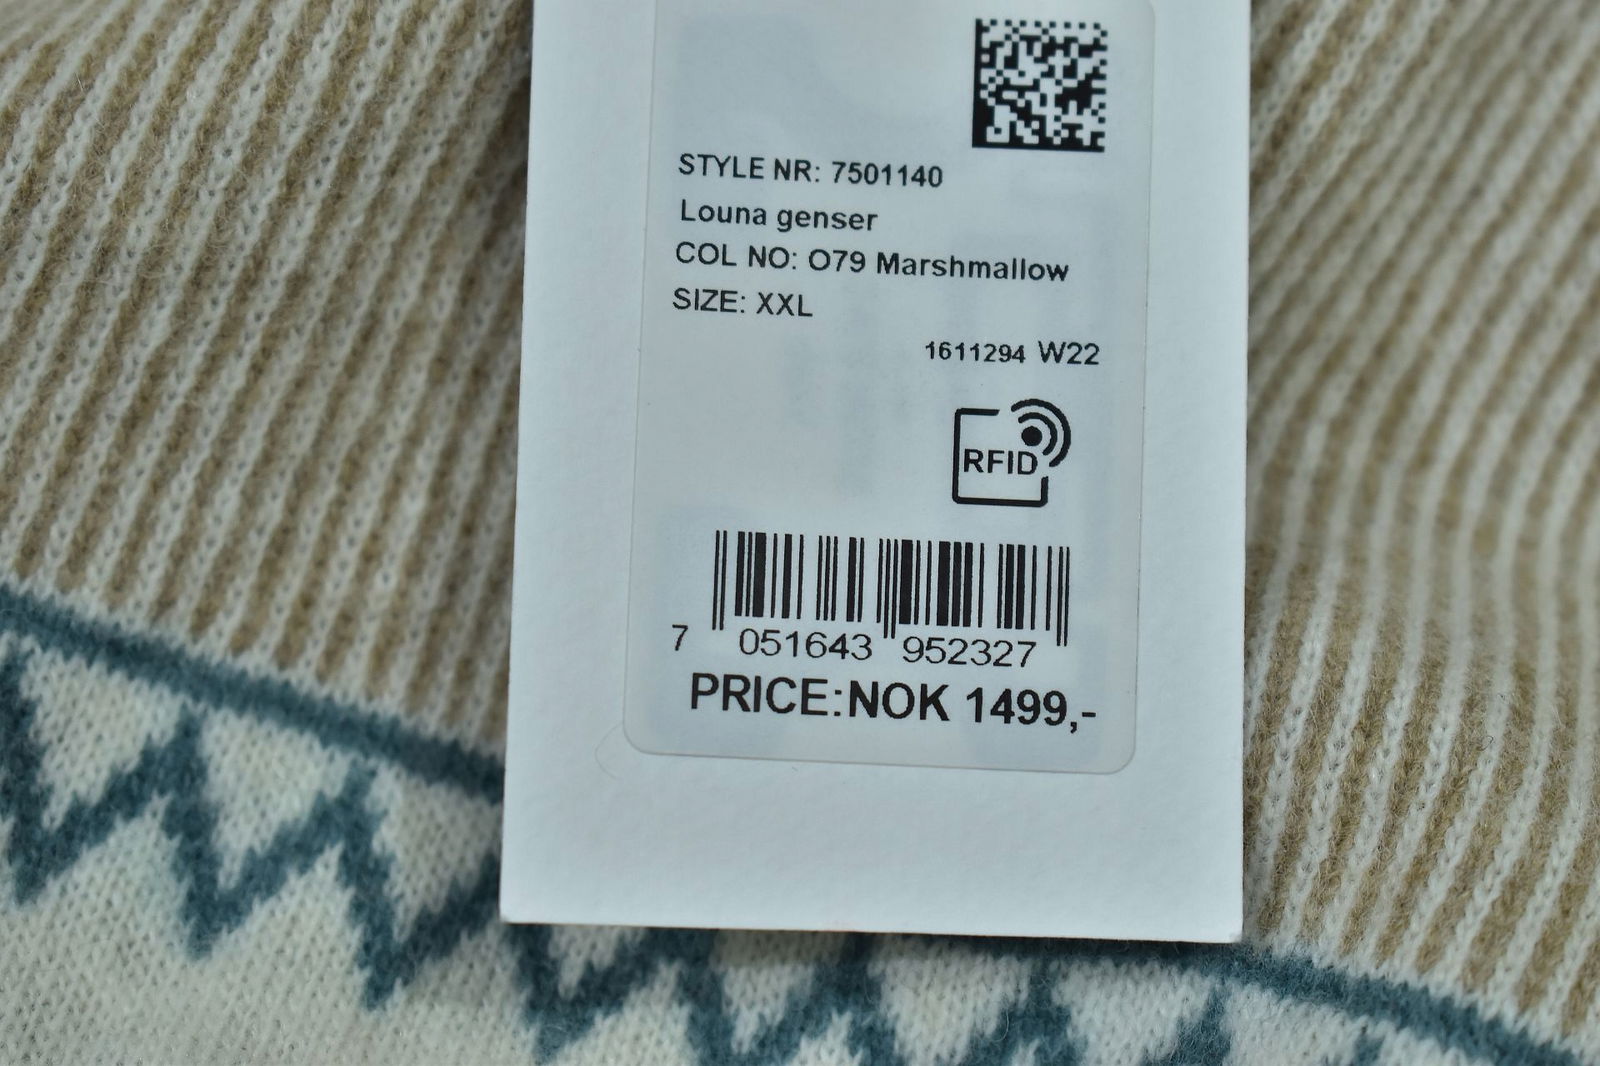 STYLE NR: 7501140
Louna genser
COL NO: O79 Marshmallow
SIZE: XXL
1611294 W22
RFID
7 051643 952327
PRICE:NOK 1499,-